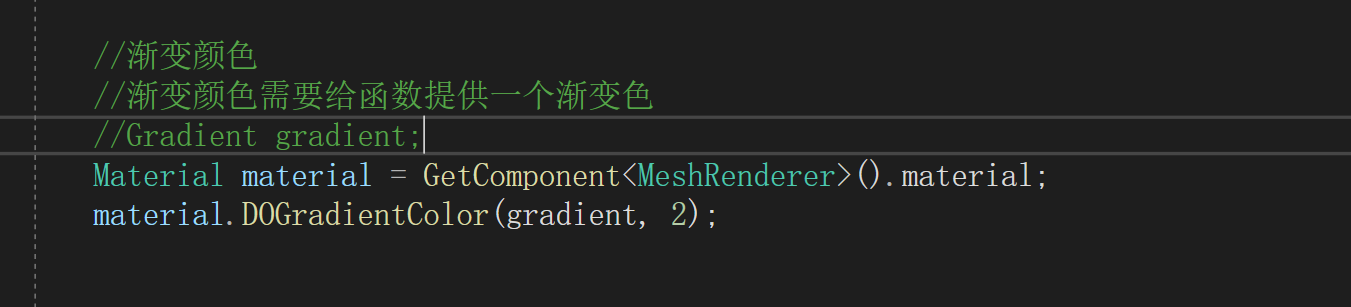 //渐变颜色
//渐变颜色需要给函数提供一个渐变色
//Gradient gradient;
Material material = GetComponent<MeshRenderer>().material;
material.DOGradientColor(gradient, 2);